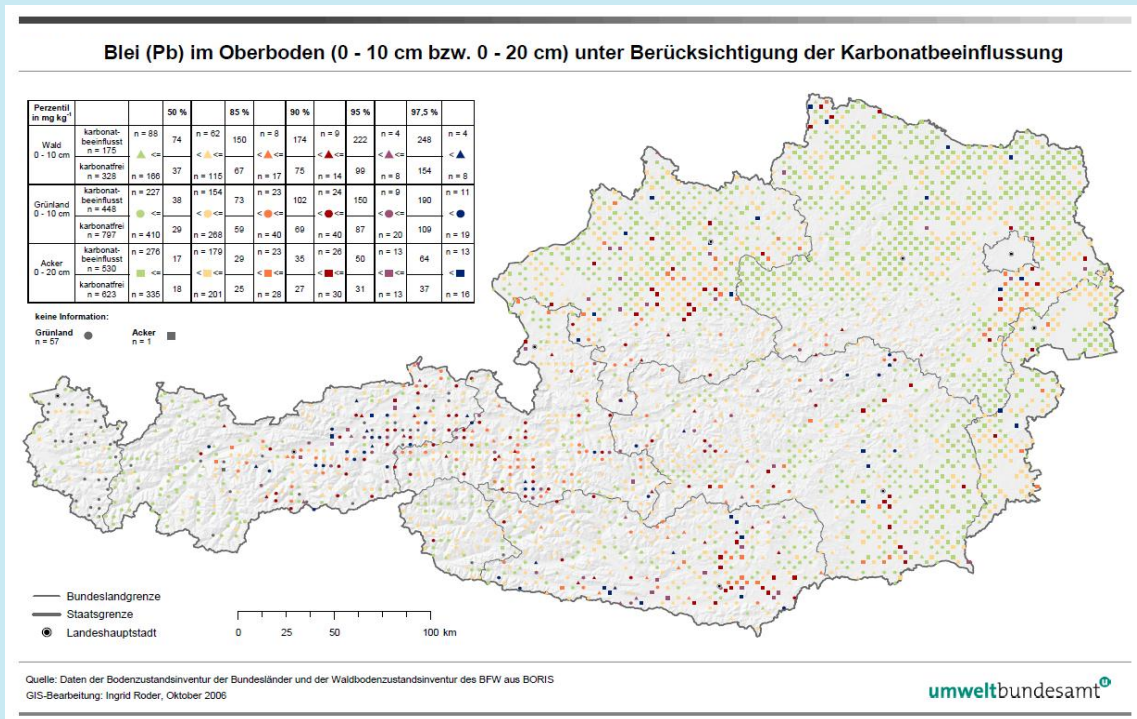 Blei (Pb) im Oberboden (0 - 10 cm bzw. 0 - 20 cm) unter Berücksichtigung der Karbonatbeeinflussung
Perzentil in mg kg-1 50 % 85 % 90 % 95 % 97,5 %
Wald 0 - 10 cm
karbonat-beeinflusst n = 175 n = 88 74 n = 62 150 n = 8 174 n = 9 222 n = 4 248 n = 4
<= < <= < <= < <= < <= <
karbonatfrei n = 328 n = 166 37 n = 115 67 n = 17 75 n = 14 99 n = 8 154 n = 8
Grünland 0 - 10 cm
karbonat-beeinflusst n = 448 n = 227 38 n = 154 73 n = 23 102 n = 24 150 n = 9 190 n = 11
<= < <= < <= < <= < <= <
karbonatfrei n = 797 n = 410 29 n = 268 59 n = 40 69 n = 40 87 n = 20 109 n = 19
Acker 0 - 20 cm
karbonat-beeinflusst n = 530 n = 276 17 n = 179 29 n = 23 35 n = 26 50 n = 13 64 n = 13
<= < <= < <= < <= < <= <
karbonatfrei n = 623 n = 335 18 n = 201 25 n = 28 27 n = 30 31 n = 13 37 n = 16
keine Information:
Grünland n = 57 Acker n = 1
Bundeslandgrenze
Staatsgrenze
Landeshauptstadt
0 25 50 100 km
Quelle: Daten der Bodenzustandsinventur der Bundesländer und der Waldbodenzustandsinventur des BFW aus BORIS
GIS-Bearbeitung: Ingrid Roder, Oktober 2006
umweltbundesamt u